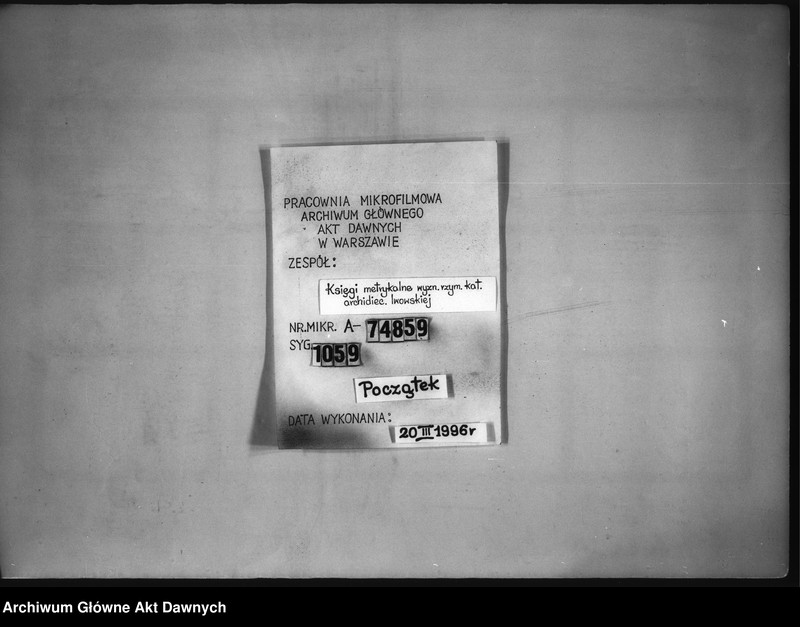 PRACOWNIA MIKROFILMOWA
ARCHIWUM GŁÓWNEGO
AKT DAWNYCH
W WARSZAWIE
ZESPÓŁ:
Księgi metrykalne wyzn. rzym. kat.
archidiec. lwowskiej
NR. MIKR. A- 74859
SYG. 1059
Początek
DATA WYKONANIA:
20 III 1996r
Archiwum Główne Akt Dawnych